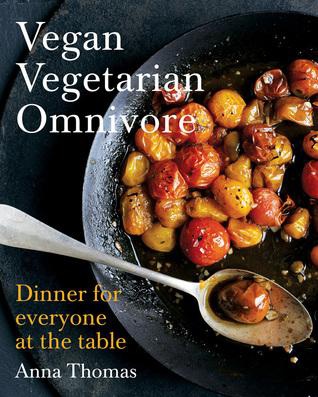 Vegan
Vegetarian
Omnivore
Dinner for
everyone
at the table
Anna Thomas